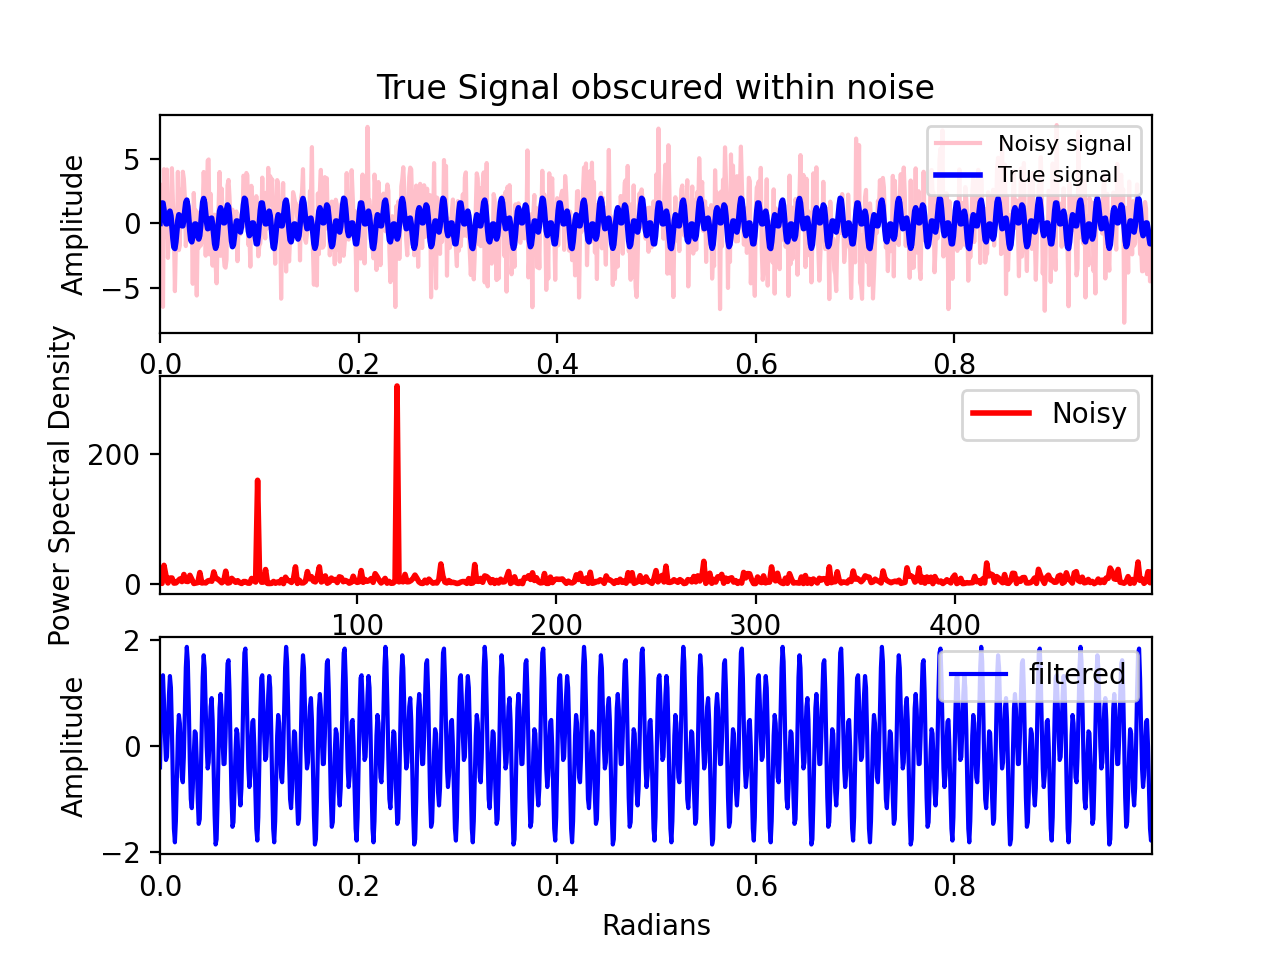 True Signal obscured within noise
Amplitude
5
0
−5
Noisy signal
True signal
0.0 0.2 0.4 0.6 0.8
Power Spectral Density
200
0
Noisy
100 200 300 400
Amplitude
2
0
−2
filtered
0.0 0.2 0.4 0.6 0.8
Radians